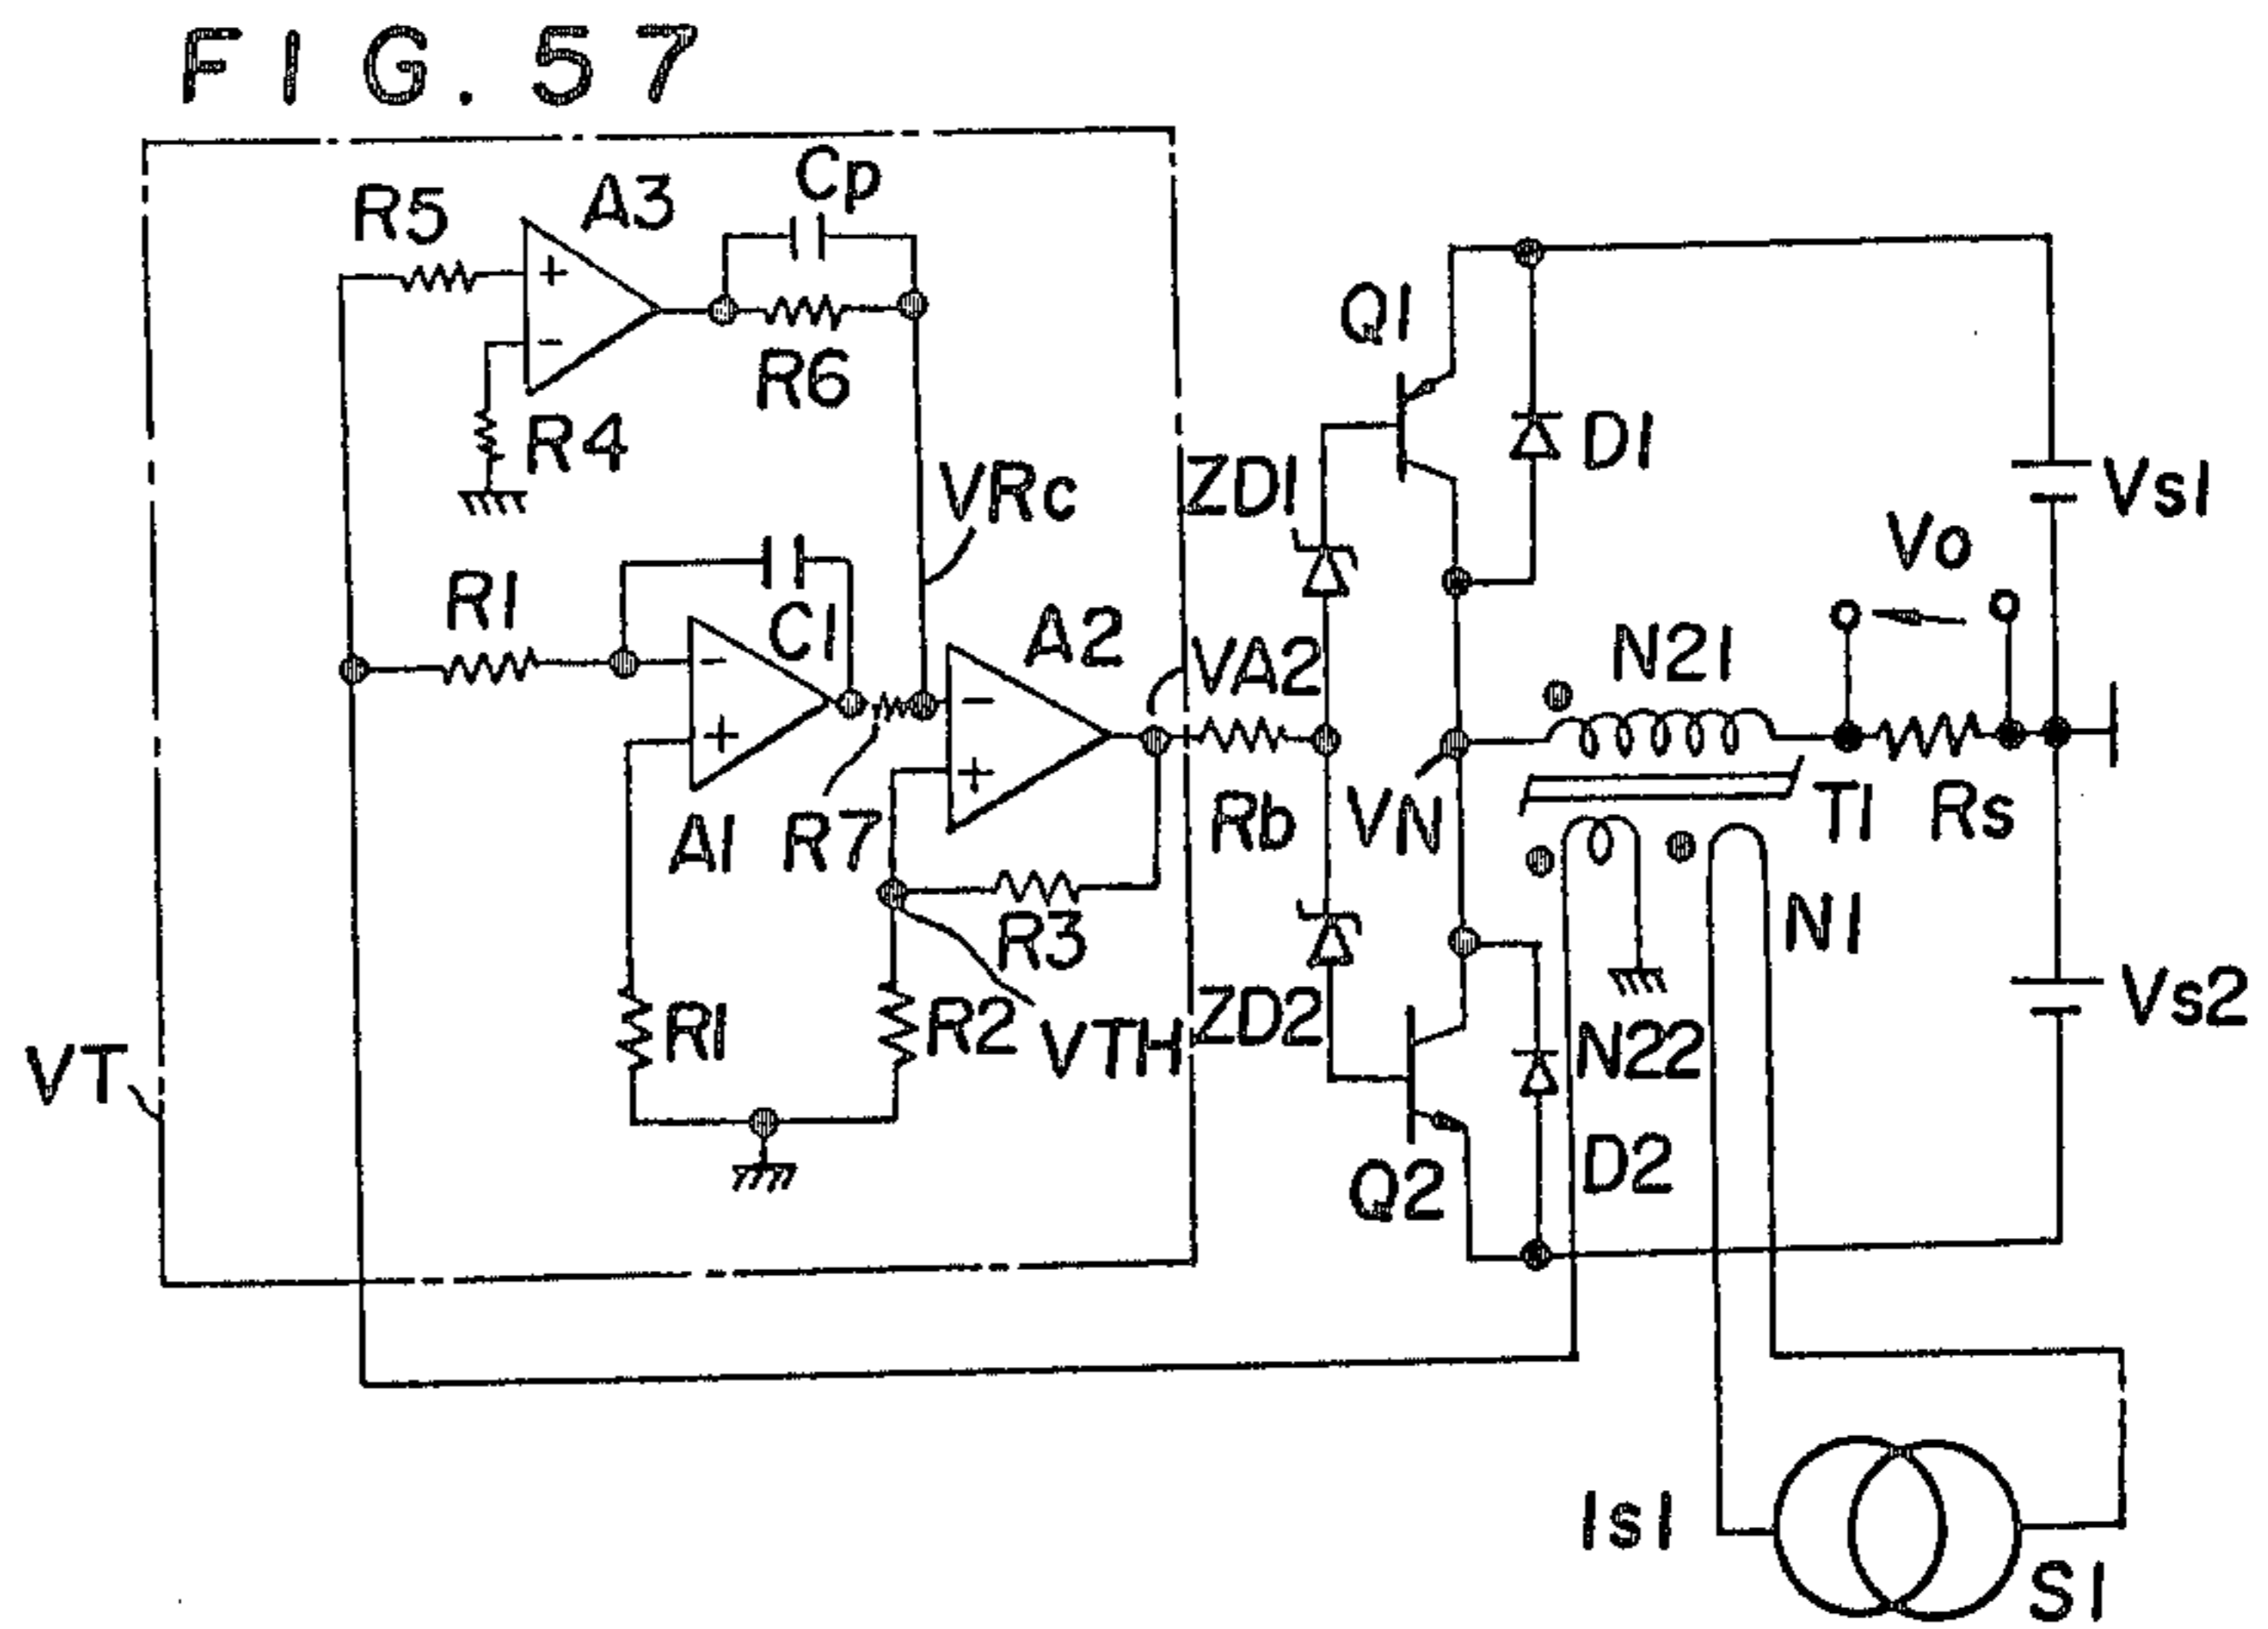 FIG. 57
Cp
A3
R5
R6
R4
VRc
Q1
D1
ZD1
Vs1
Vo
C1
R1
A2
VA2
N21
A1
R7
Rb
VN
T1
Rs
R3
N1
R1
R2
VTH
ZD2
N22
Vs2
VT
D2
Q2
Is1
S1
+
-
-
+
-
+